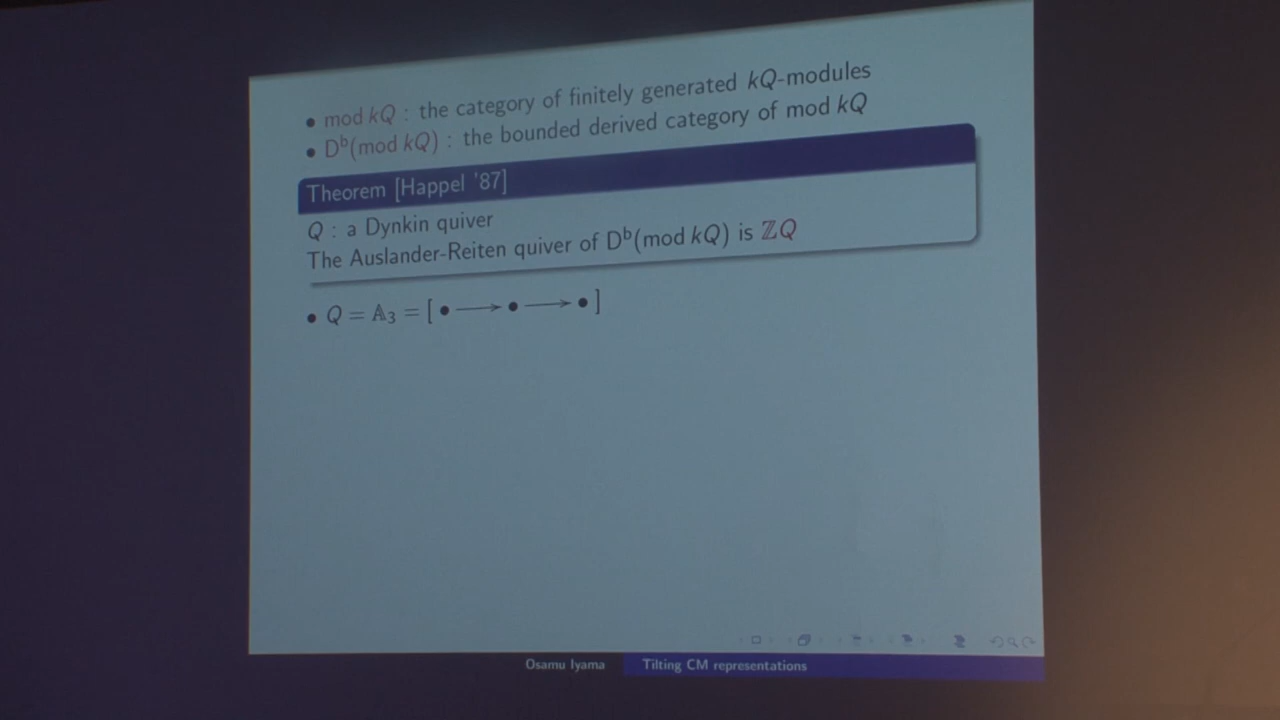 • mod kQ : the category of finitely generated kQ-modules
• Dᵇ(mod kQ) : the bounded derived category of mod kQ
Theorem [Happel '87]
Q : a Dynkin quiver
The Auslander-Reiten quiver of Dᵇ(mod kQ) is ℤQ
• Q = 𝔸₃ = [ • ⟶ • ⟶ • ]
Osamu Iyama Tilting CM representations